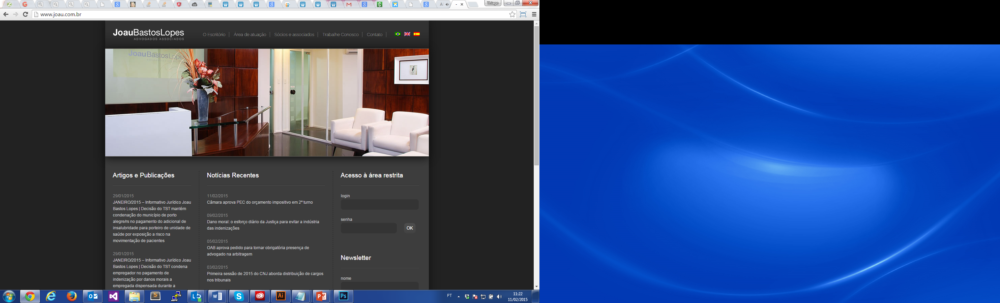 Thiago
www.joau.com.br
JoauBastosLopes
ADVOGADOS ASSOCIADOS
O Escritório
Área de atuação
Sócios e associados
Trabalhe Conosco
Contato
JoauBastosLopes
Artigos e Publicações
29/01/2015
JANEIRO/2015 – Informativo Jurídico Joau
Bastos Lopes | Decisão do TST mantém
condenação do município de porto
alegre/rs no pagamento do adicional de
insalubridade para porteiro de unidade de
saúde por exposição a risco na
movimentação de pacientes
29/01/2015
JANEIRO/2015 – Informativo Jurídico Joau
Bastos Lopes | Decisão do TST condena
empregador no pagamento de
indenização por danos morais a
empregada dispensada durante a
Notícias Recentes
11/02/2015
Câmara aprova PEC do orçamento impositivo em 2ª turno
09/02/2015
Dano moral: o esforço diário da Justiça para evitar a indústria
das indenizações
05/02/2015
OAB aprova pedido para tornar obrigatória presença de
advogado na arbitragem
03/02/2015
Primeira sessão de 2015 do CNJ aborda distribuição de cargos
nos tribunais
Acesso à área restrita
login
senha
OK
Newsletter
nome
PT
11:22
11/02/2015